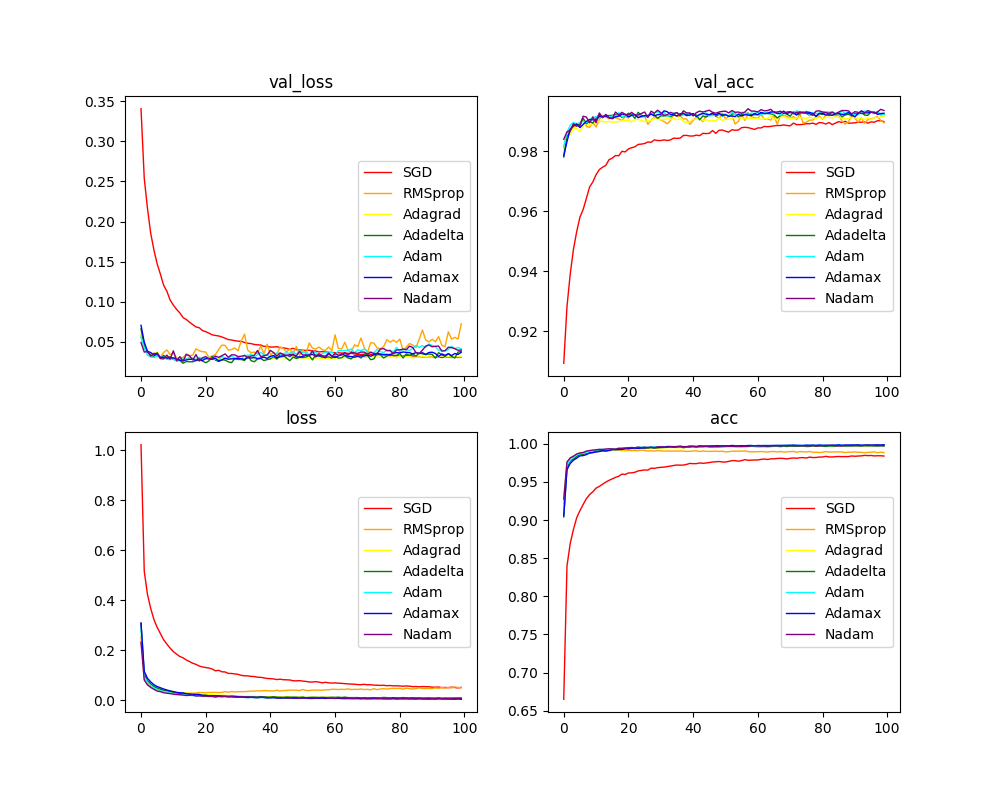 val_loss
0.35
0.30
0.25
0.20
0.15
0.10
0.05
0
20
40
60
80
100
SGD
RMSprop
Adagrad
Adadelta
Adam
Adamax
Nadam
val_acc
0.98
0.96
0.94
0.92
0
20
40
60
80
100
SGD
RMSprop
Adagrad
Adadelta
Adam
Adamax
Nadam
loss
1.0
0.8
0.6
0.4
0.2
0.0
0
20
40
60
80
100
SGD
RMSprop
Adagrad
Adadelta
Adam
Adamax
Nadam
acc
1.00
0.95
0.90
0.85
0.80
0.75
0.70
0.65
0
20
40
60
80
100
SGD
RMSprop
Adagrad
Adadelta
Adam
Adamax
Nadam